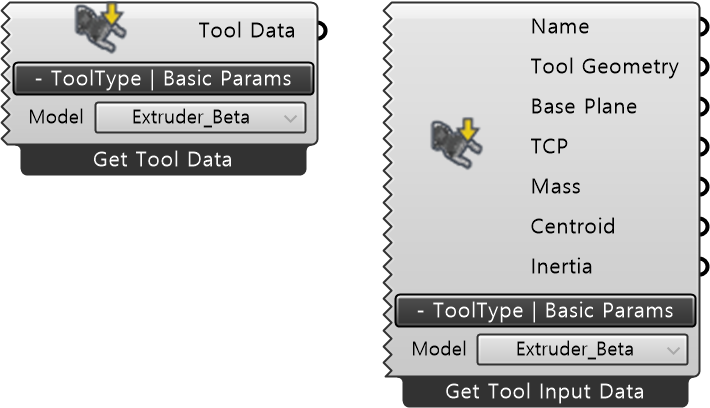 Tool Data
- ToolType | Basic Params
Model Extruder_Beta
Get Tool Data
Name
Tool Geometry
Base Plane
TCP
Mass
Centroid
Inertia
- ToolType | Basic Params
Model Extruder_Beta
Get Tool Input Data